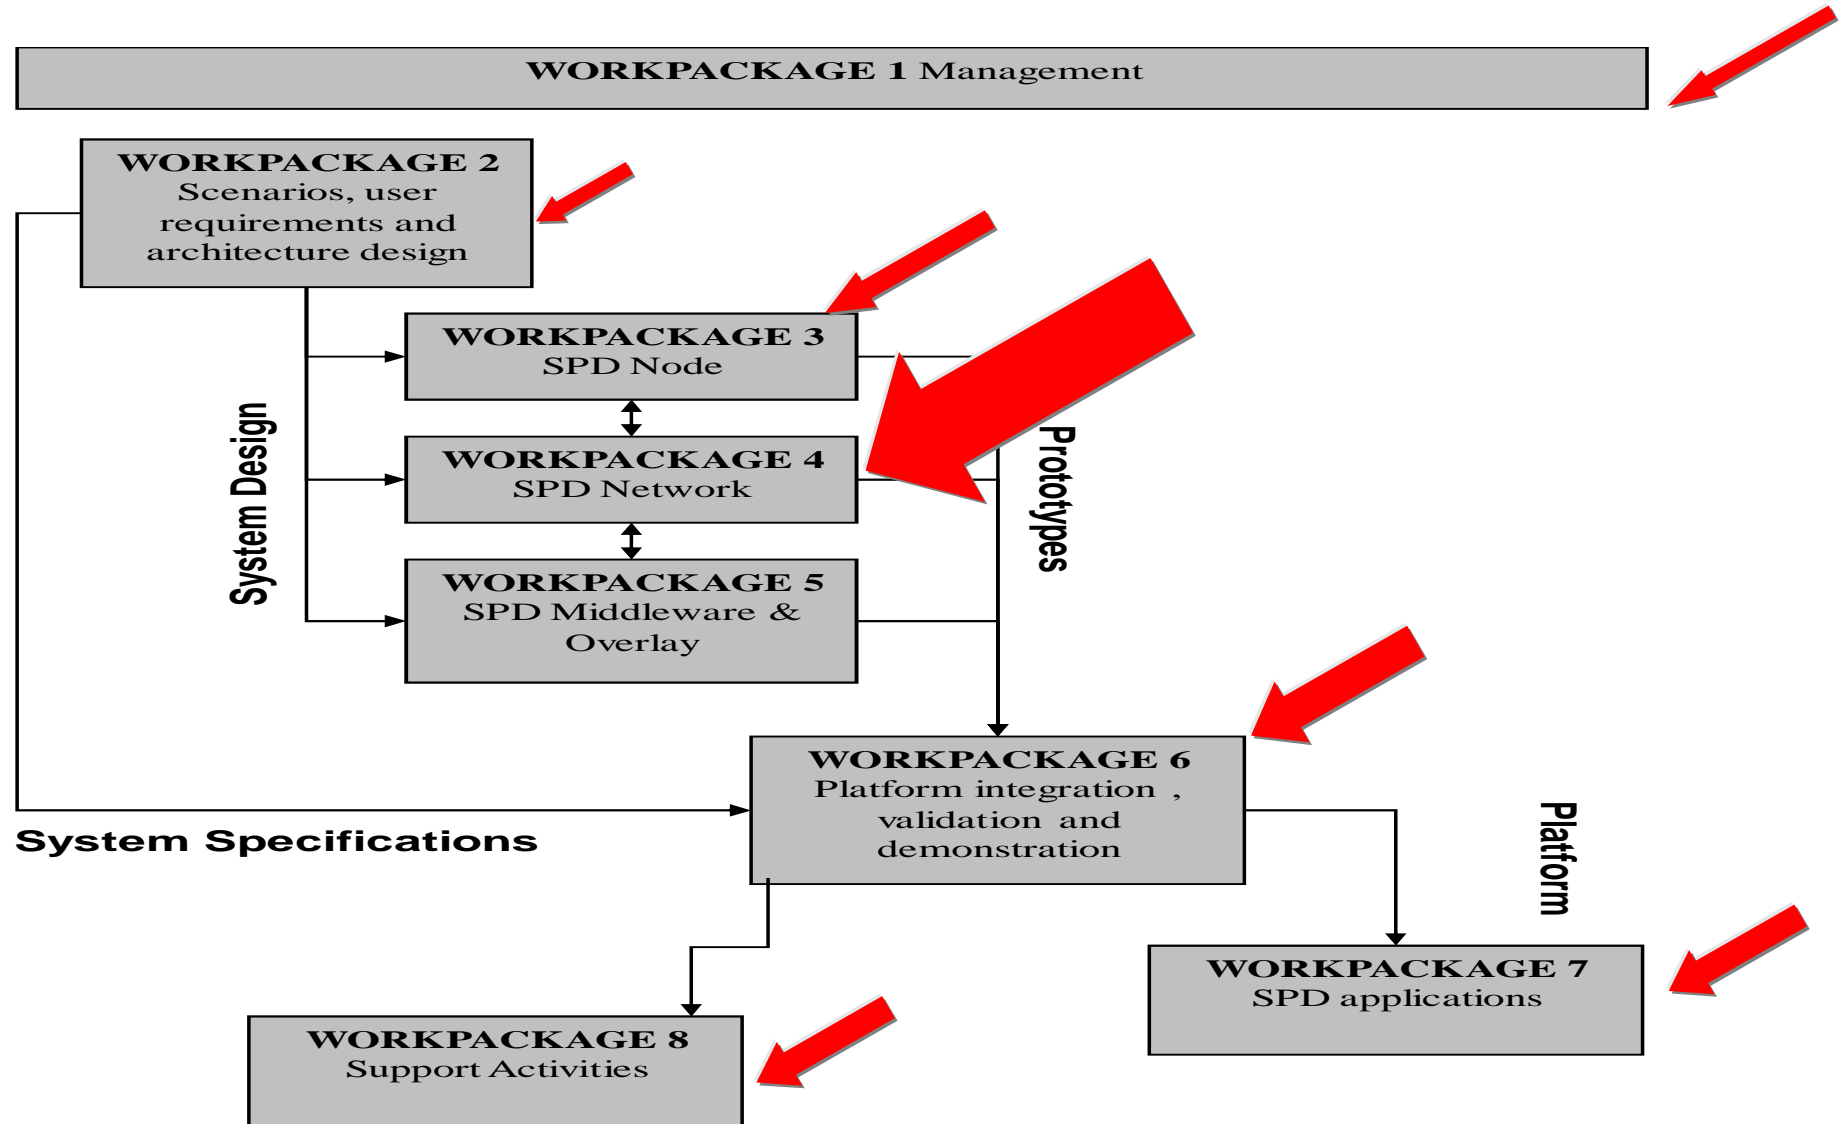 WORKPACKAGE 1 Management
WORKPACKAGE 2
Scenarios, user
requirements and
architecture design
WORKPACKAGE 3
SPD Node
System Design
WORKPACKAGE 4
SPD Network
Prototypes
WORKPACKAGE 5
SPD Middleware &
Overlay
WORKPACKAGE 6
Platform integration ,
validation and
demonstration
System Specifications
Platform
WORKPACKAGE 7
SPD applications
WORKPACKAGE 8
Support Activities